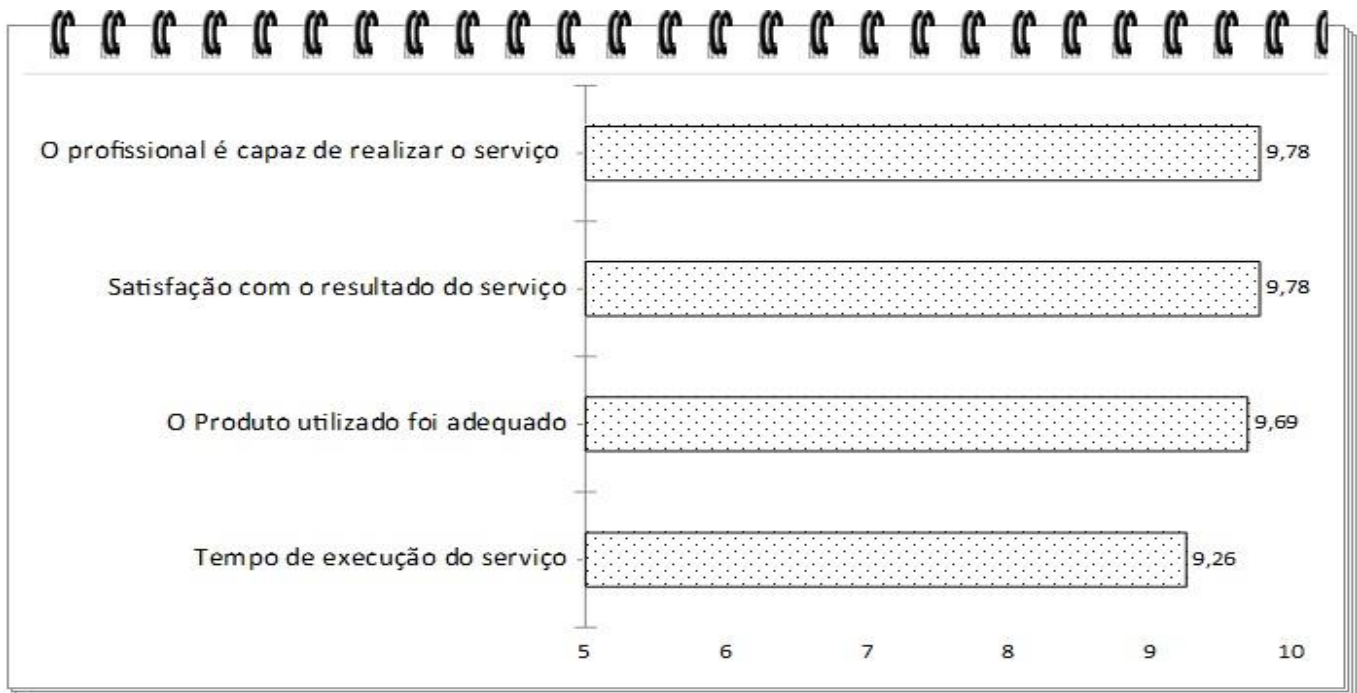 O profissional é capaz de realizar o serviço
9,78
Satisfação com o resultado do serviço
9,78
O Produto utilizado foi adequado
9,69
Tempo de execução do serviço
9,26
5 6 7 8 9 10